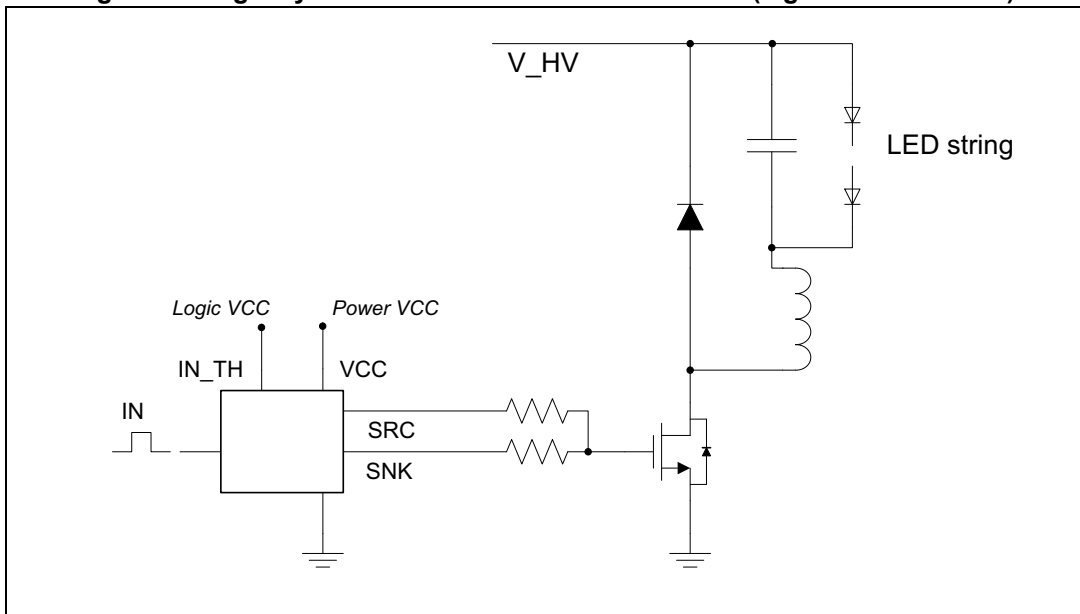 V_HV
LED string
Logic VCC
Power VCC
IN_TH
VCC
IN
SRC
SNK